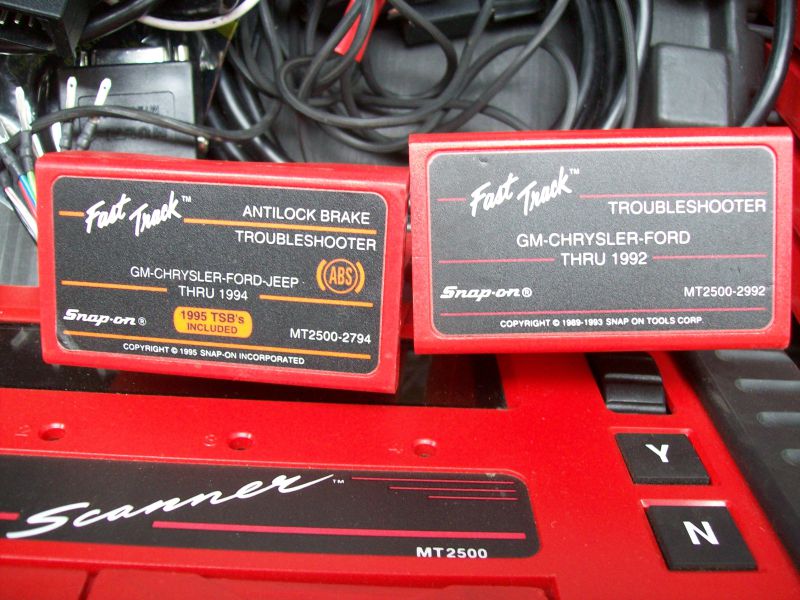 Fast Track™
ANTILOCK BRAKE
TROUBLESHOOTER
GM-CHRYSLER-FORD-JEEP
THRU 1994
ABS
Snap-on®
1995 TSB's
INCLUDED
MT2500-2794
COPYRIGHT © 1995 SNAP-ON INCORPORATED
Fast Track™
TROUBLESHOOTER
GM-CHRYSLER-FORD
THRU 1992
Snap-on®
MT2500-2992
COPYRIGHT © 1989-1993 SNAP ON TOOLS CORP.
2
3
Scanner™
MT2500
Y
N